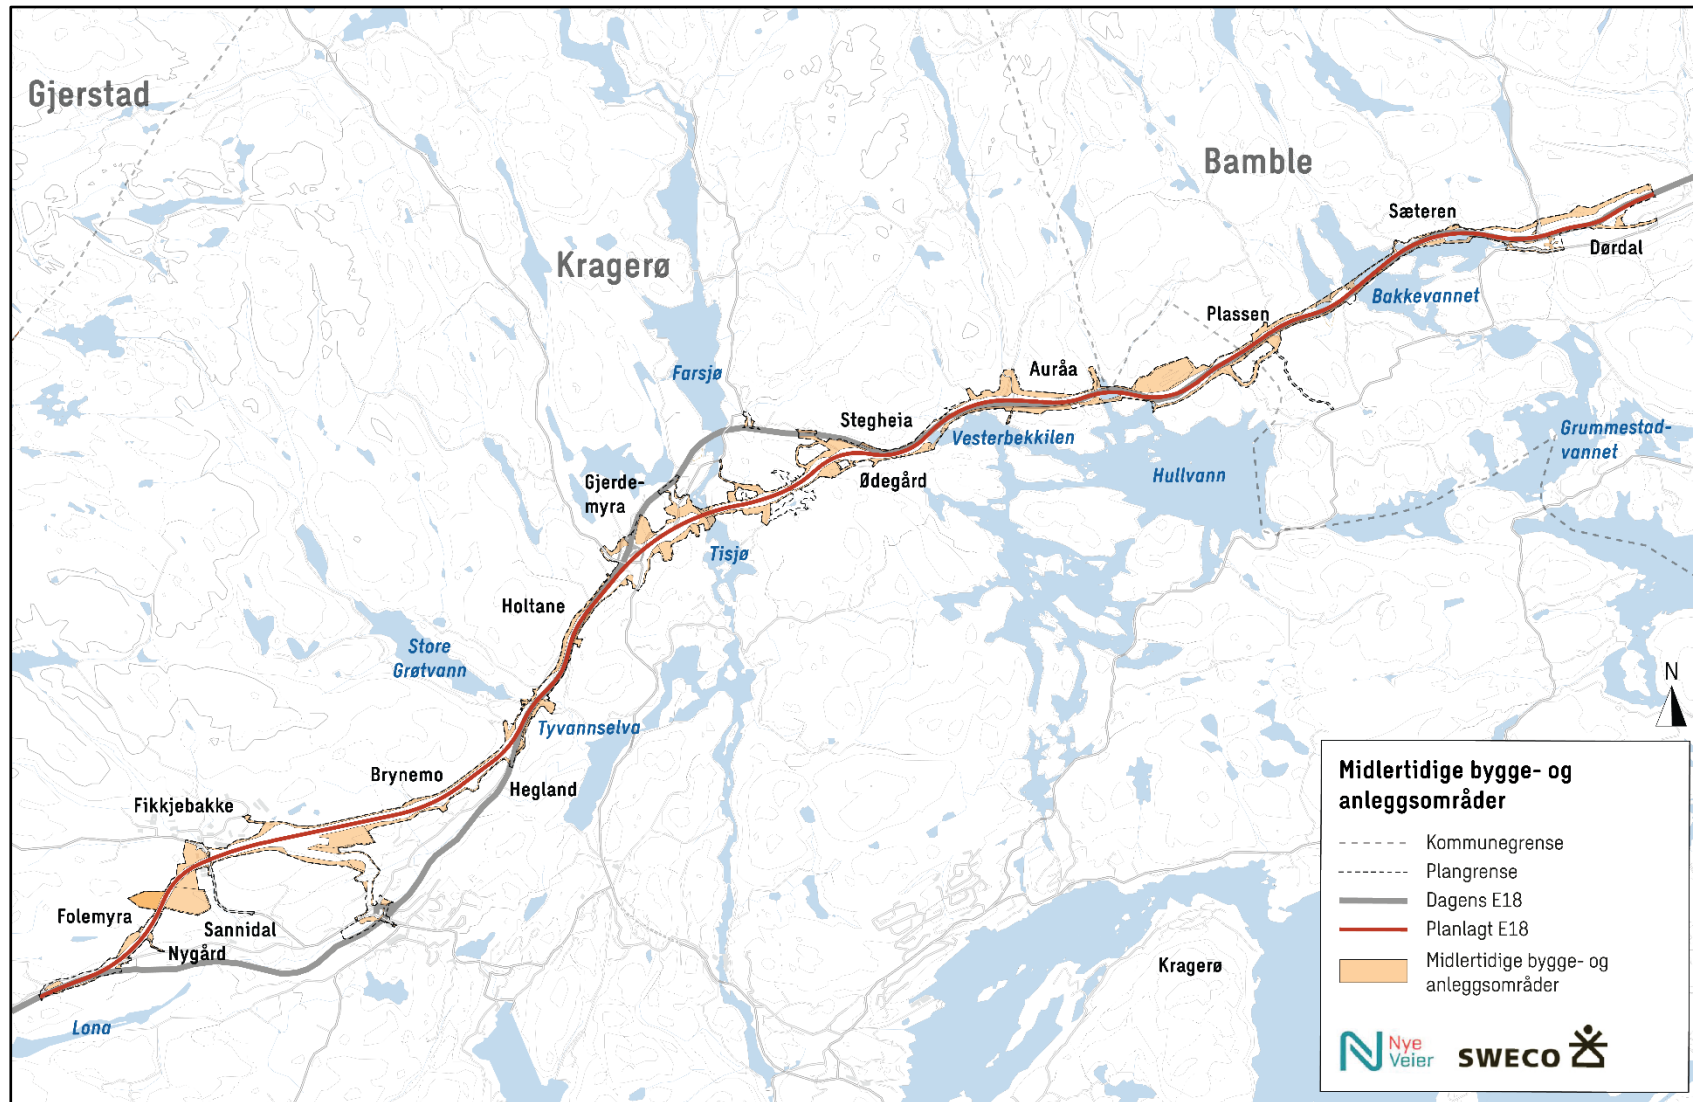 Gjerstad
Bamble
Sæteren
Dørdal
Kragerø
Bakkevannet
Plassen
Farsjø
Auråa
Stegheia
Vesterbekkilen
Grummestad-
vannet
Ødegård
Hullvann
Gjerde-
myra
Tisjø
Holtane
Store
Grøtvann
Tyvannselva
Brynemo
Hegland
Fikkjebakke
Folemyra
Sannidal
Nygård
Lona
Kragerø
N
Midlertidige bygge- og
anleggsområder
Kommunegrense
Plangrense
Dagens E18
Planlagt E18
Midlertidige bygge- og
anleggsområder
Nye
Veier
SWECO